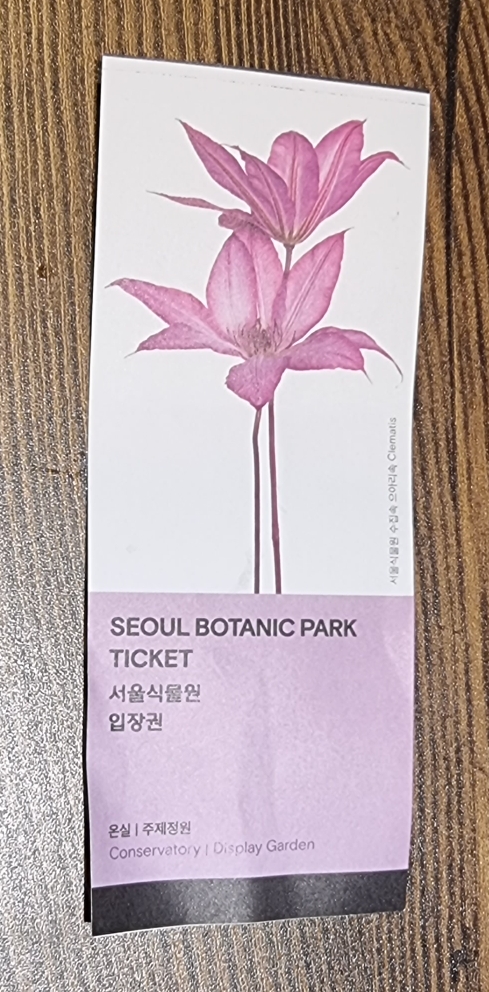 서울식물원 수집속 으아리속 Clematis
SEOUL BOTANIC PARK
TICKET
서울식물원
입장권
온실 | 주제정원
Conservatory | Display Garden